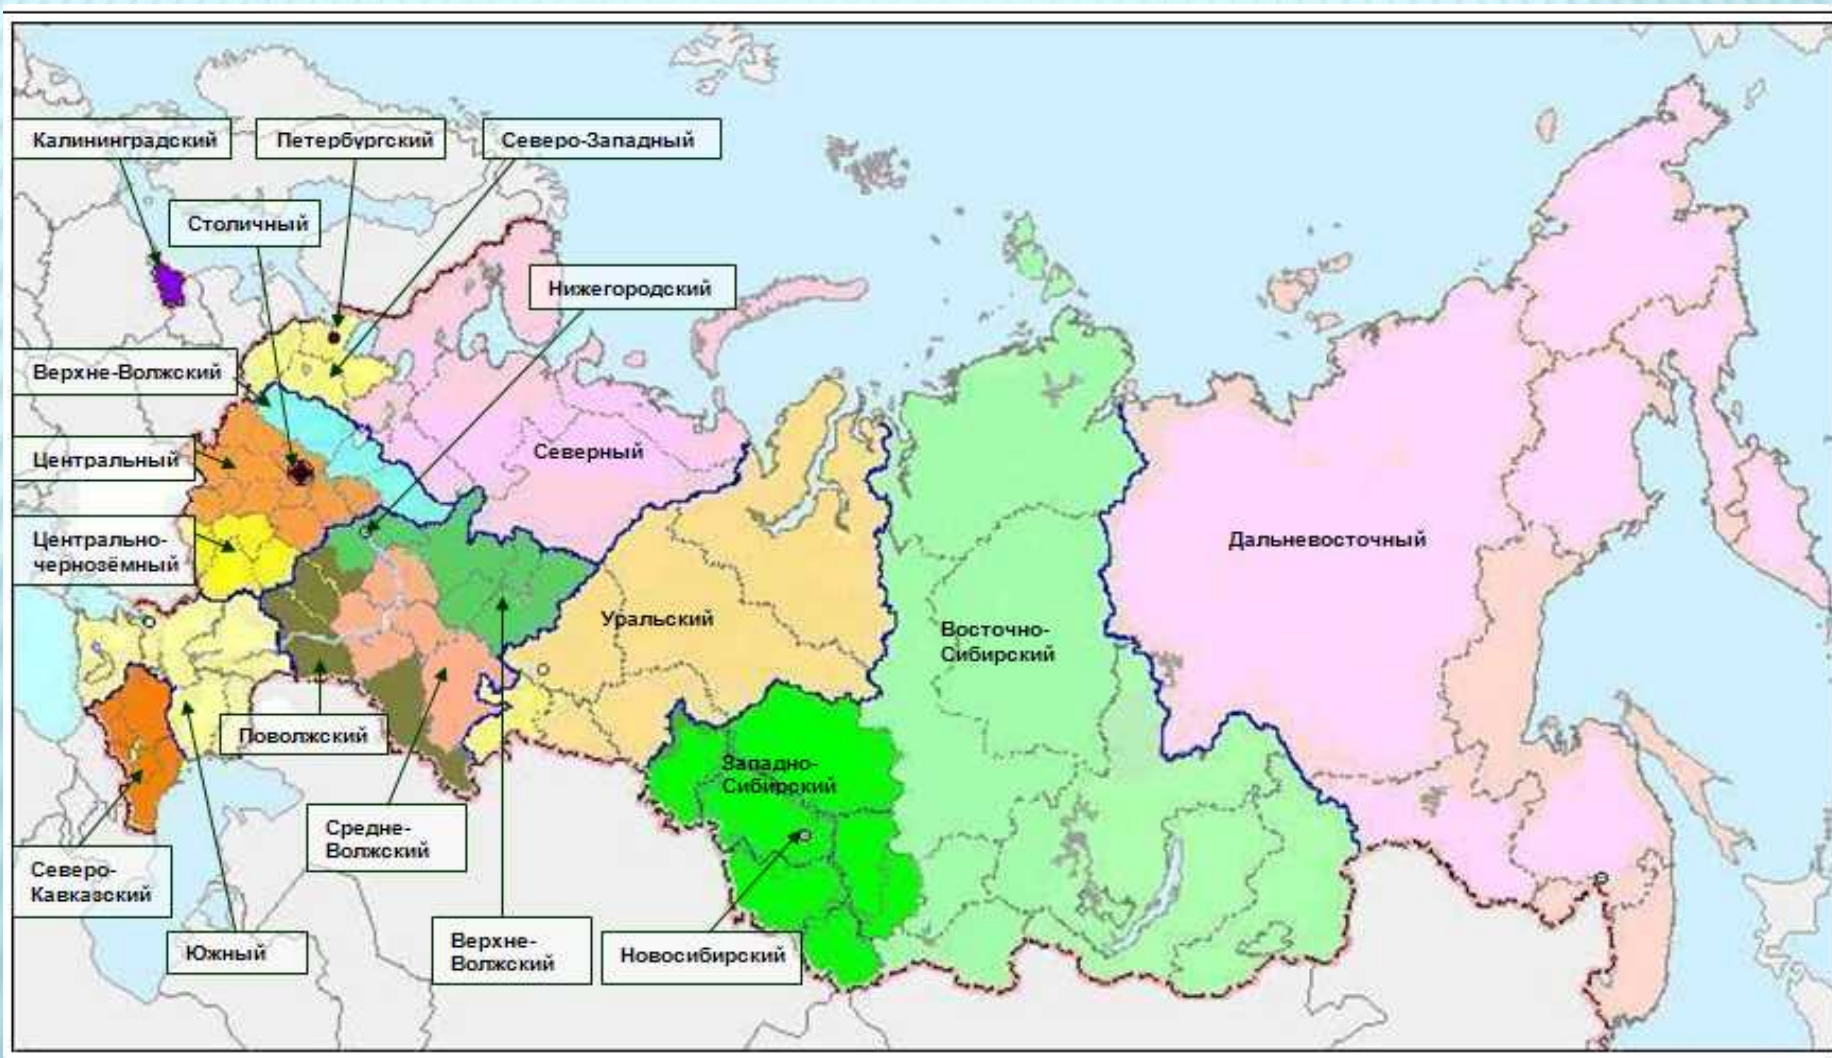 Калининградский
Петербургский
Северо-Западный
Столичный
Нижегородский
Верхне-Волжский
Северный
Центральный
Центрально-
чернозёмный
Дальневосточный
Уральский
Восточно-
Сибирский
Поволжский
Западно-
Сибирский
Средне-
Волжский
Северо-
Кавказский
Южный
Верхне-
Волжский
Новосибирский